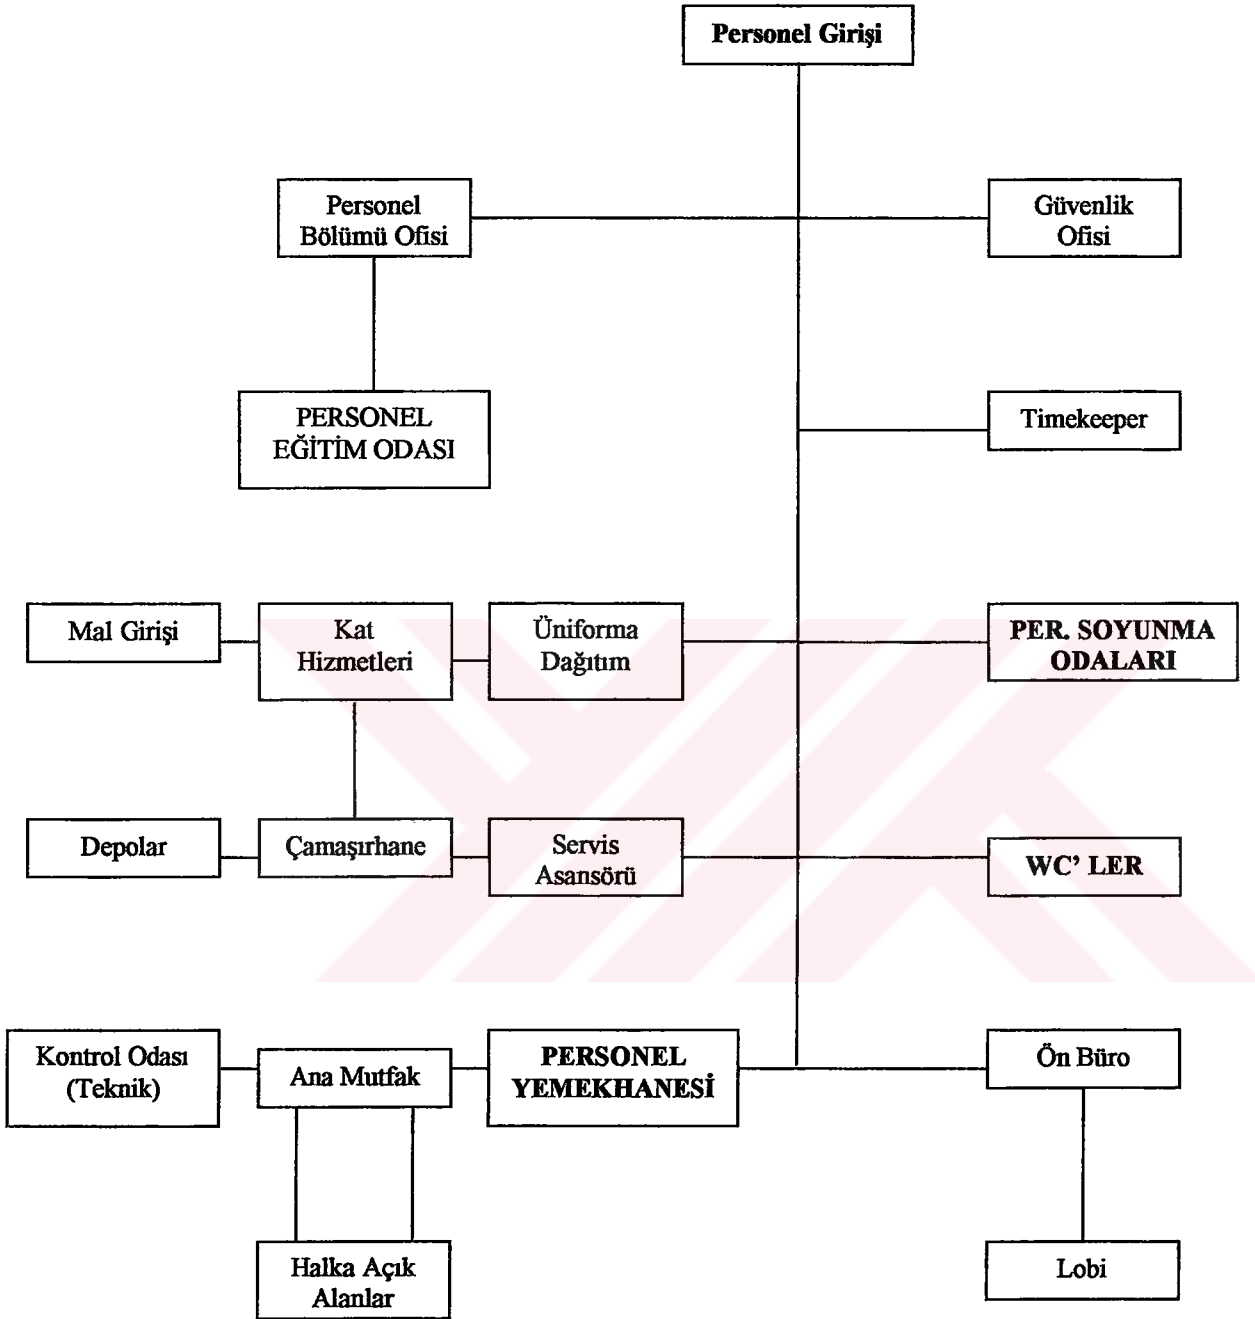 Personel Girişi
Personel
Bölümü Ofisi
Güvenlik
Ofisi
PERSONEL
EĞİTİM ODASI
Timekeeper
Mal Girişi
Kat
Hizmetleri
Üniforma
Dağıtım
PER. SOYUNMA
ODALARI
Depolar
Çamaşırhane
Servis
Asansörü
WC' LER
Kontrol Odası
(Teknik)
Ana Mutfak
PERSONEL
YEMEKHANESİ
Ön Büro
Halka Açık
Alanlar
Lobi